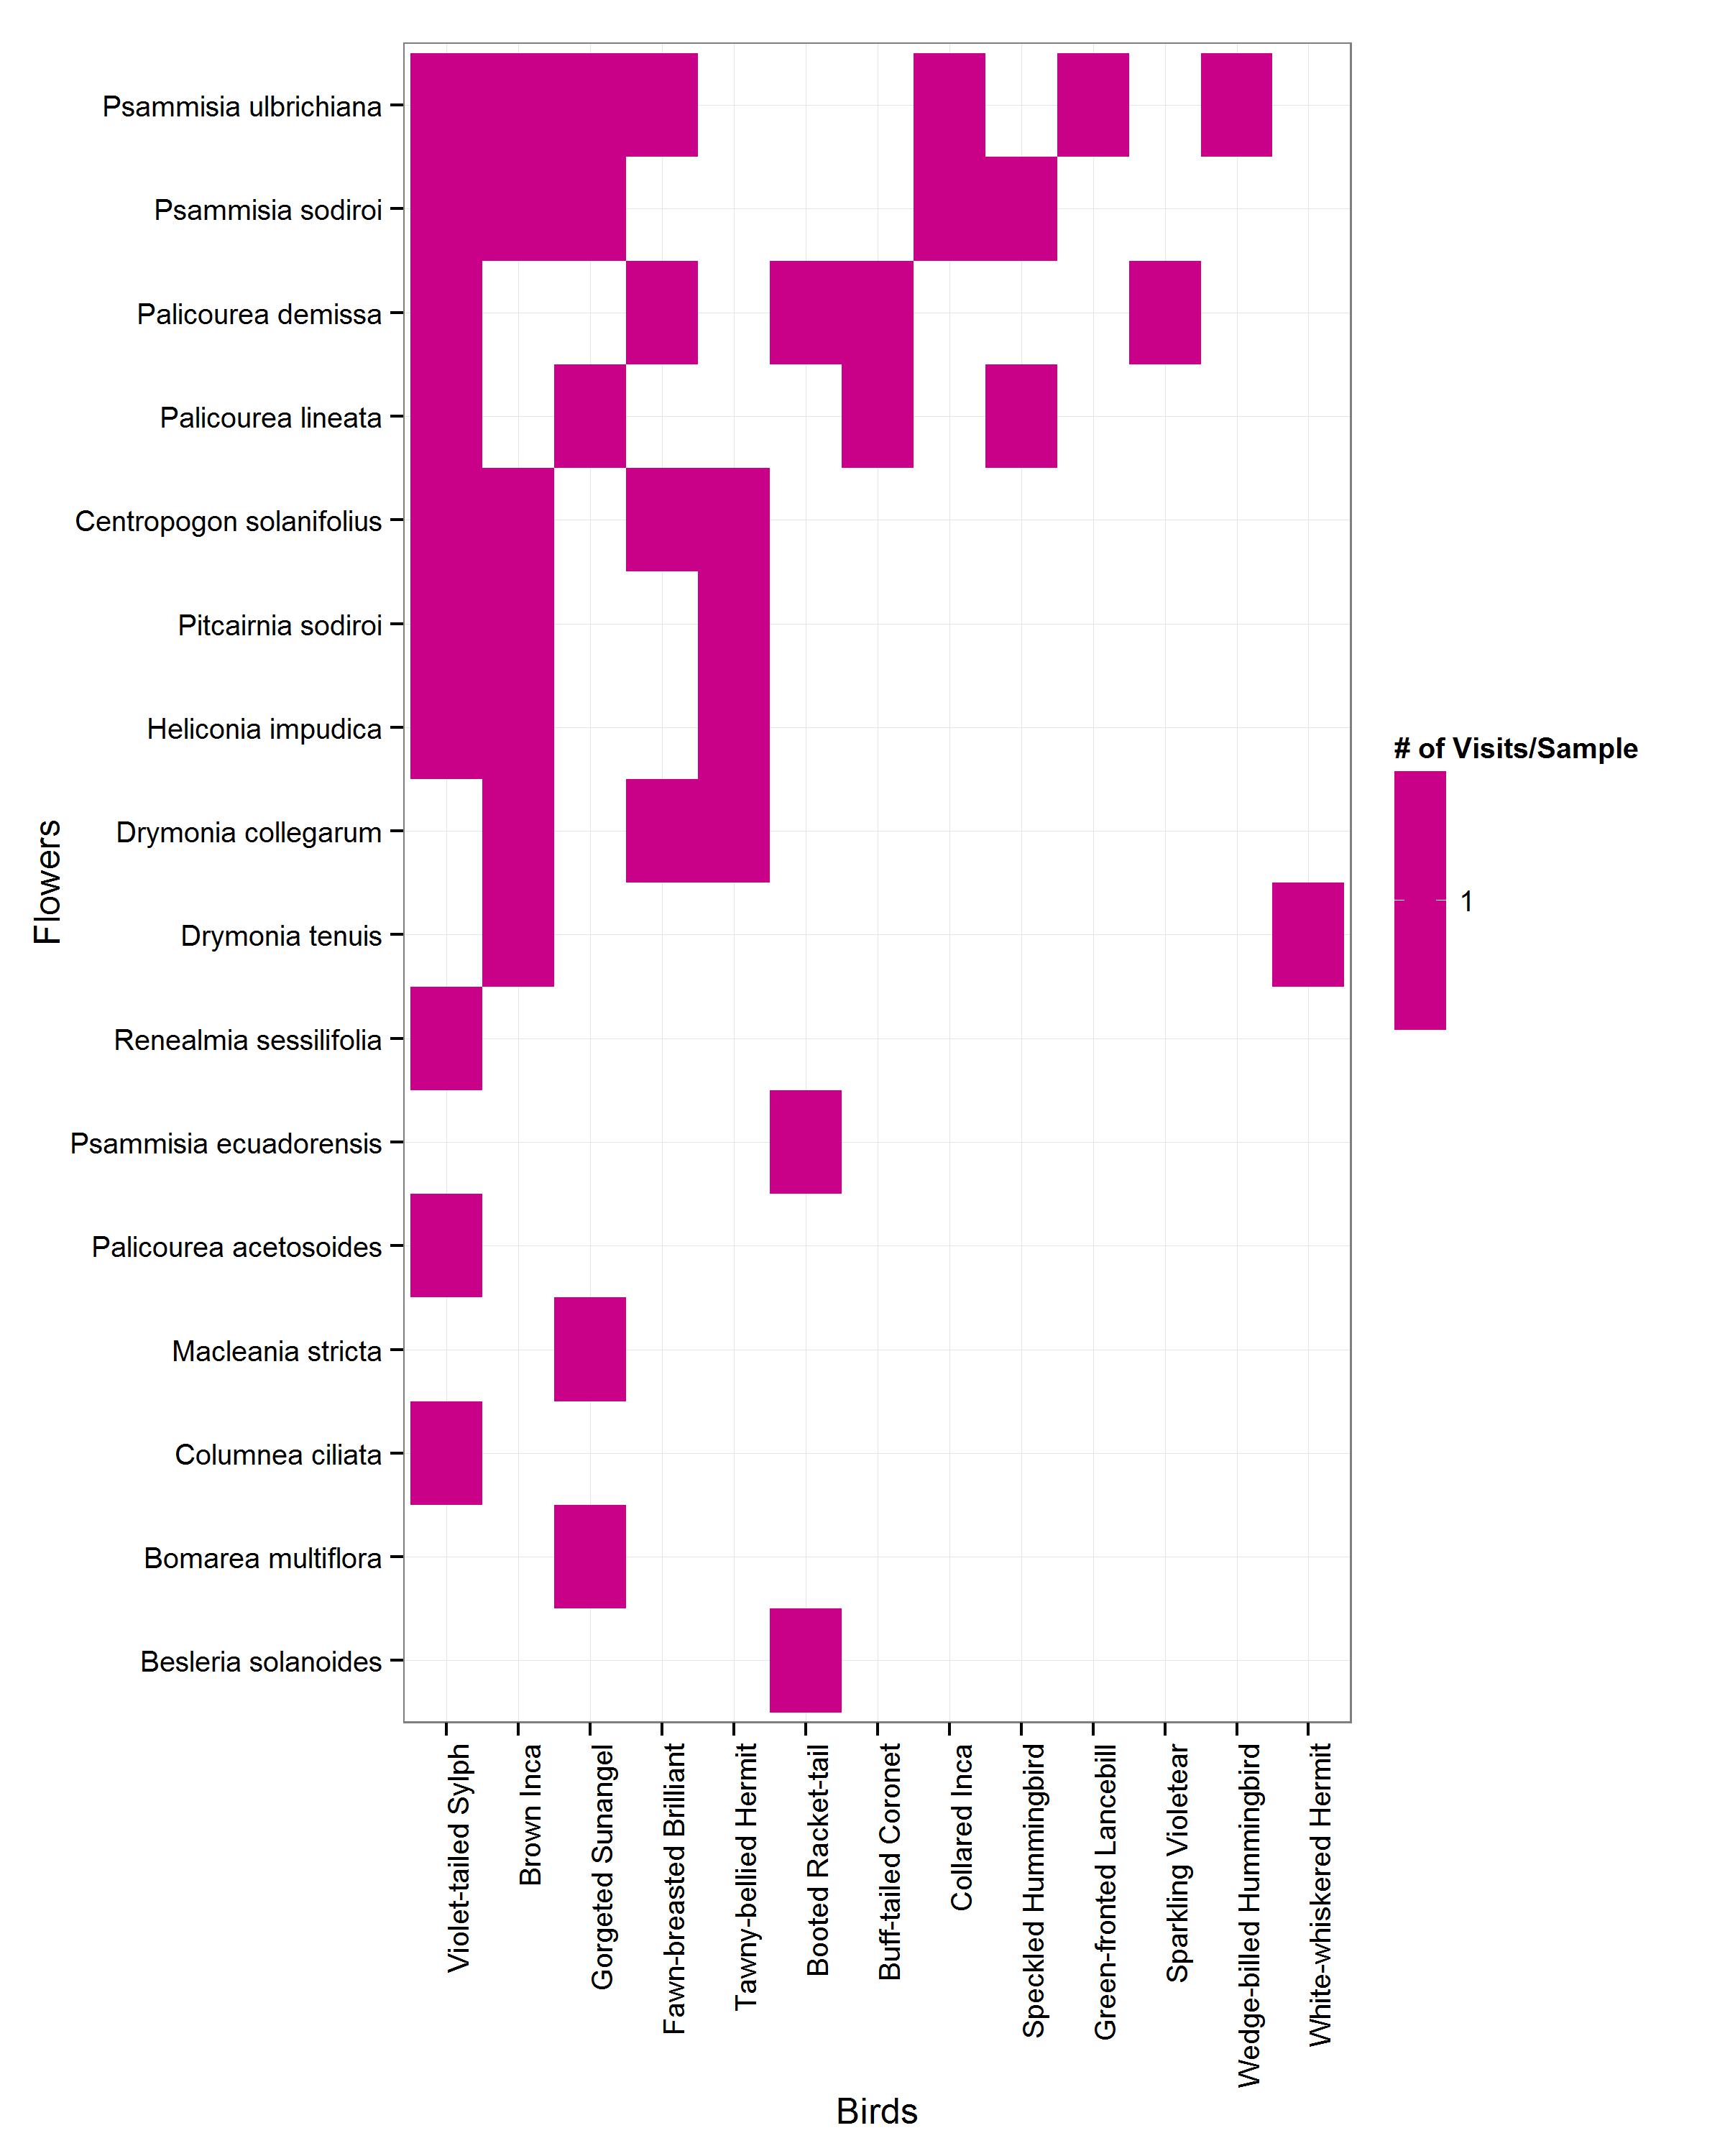 Psammisia ulbrichiana
Psammisia sodiroi
Palicourea demissa
Palicourea lineata
Centropogon solanifolius
Pitcairnia sodiroi
Heliconia impudica
Drymonia collegarum
Drymonia tenuis
Renealmia sessilifolia
Psammisia ecuadorensis
Palicourea acetosoides
Macleania stricta
Columnea ciliata
Bomarea multiflora
Besleria solanoides
Flowers
Violet-tailed Sylph
Brown Inca
Gorgeted Sunangel
Fawn-breasted Brilliant
Tawny-bellied Hermit
Booted Racket-tail
Buff-tailed Coronet
Collared Inca
Speckled Hummingbird
Green-fronted Lancebill
Sparkling Violetear
Wedge-billed Hummingbird
White-whiskered Hermit
Birds
# of Visits/Sample
1